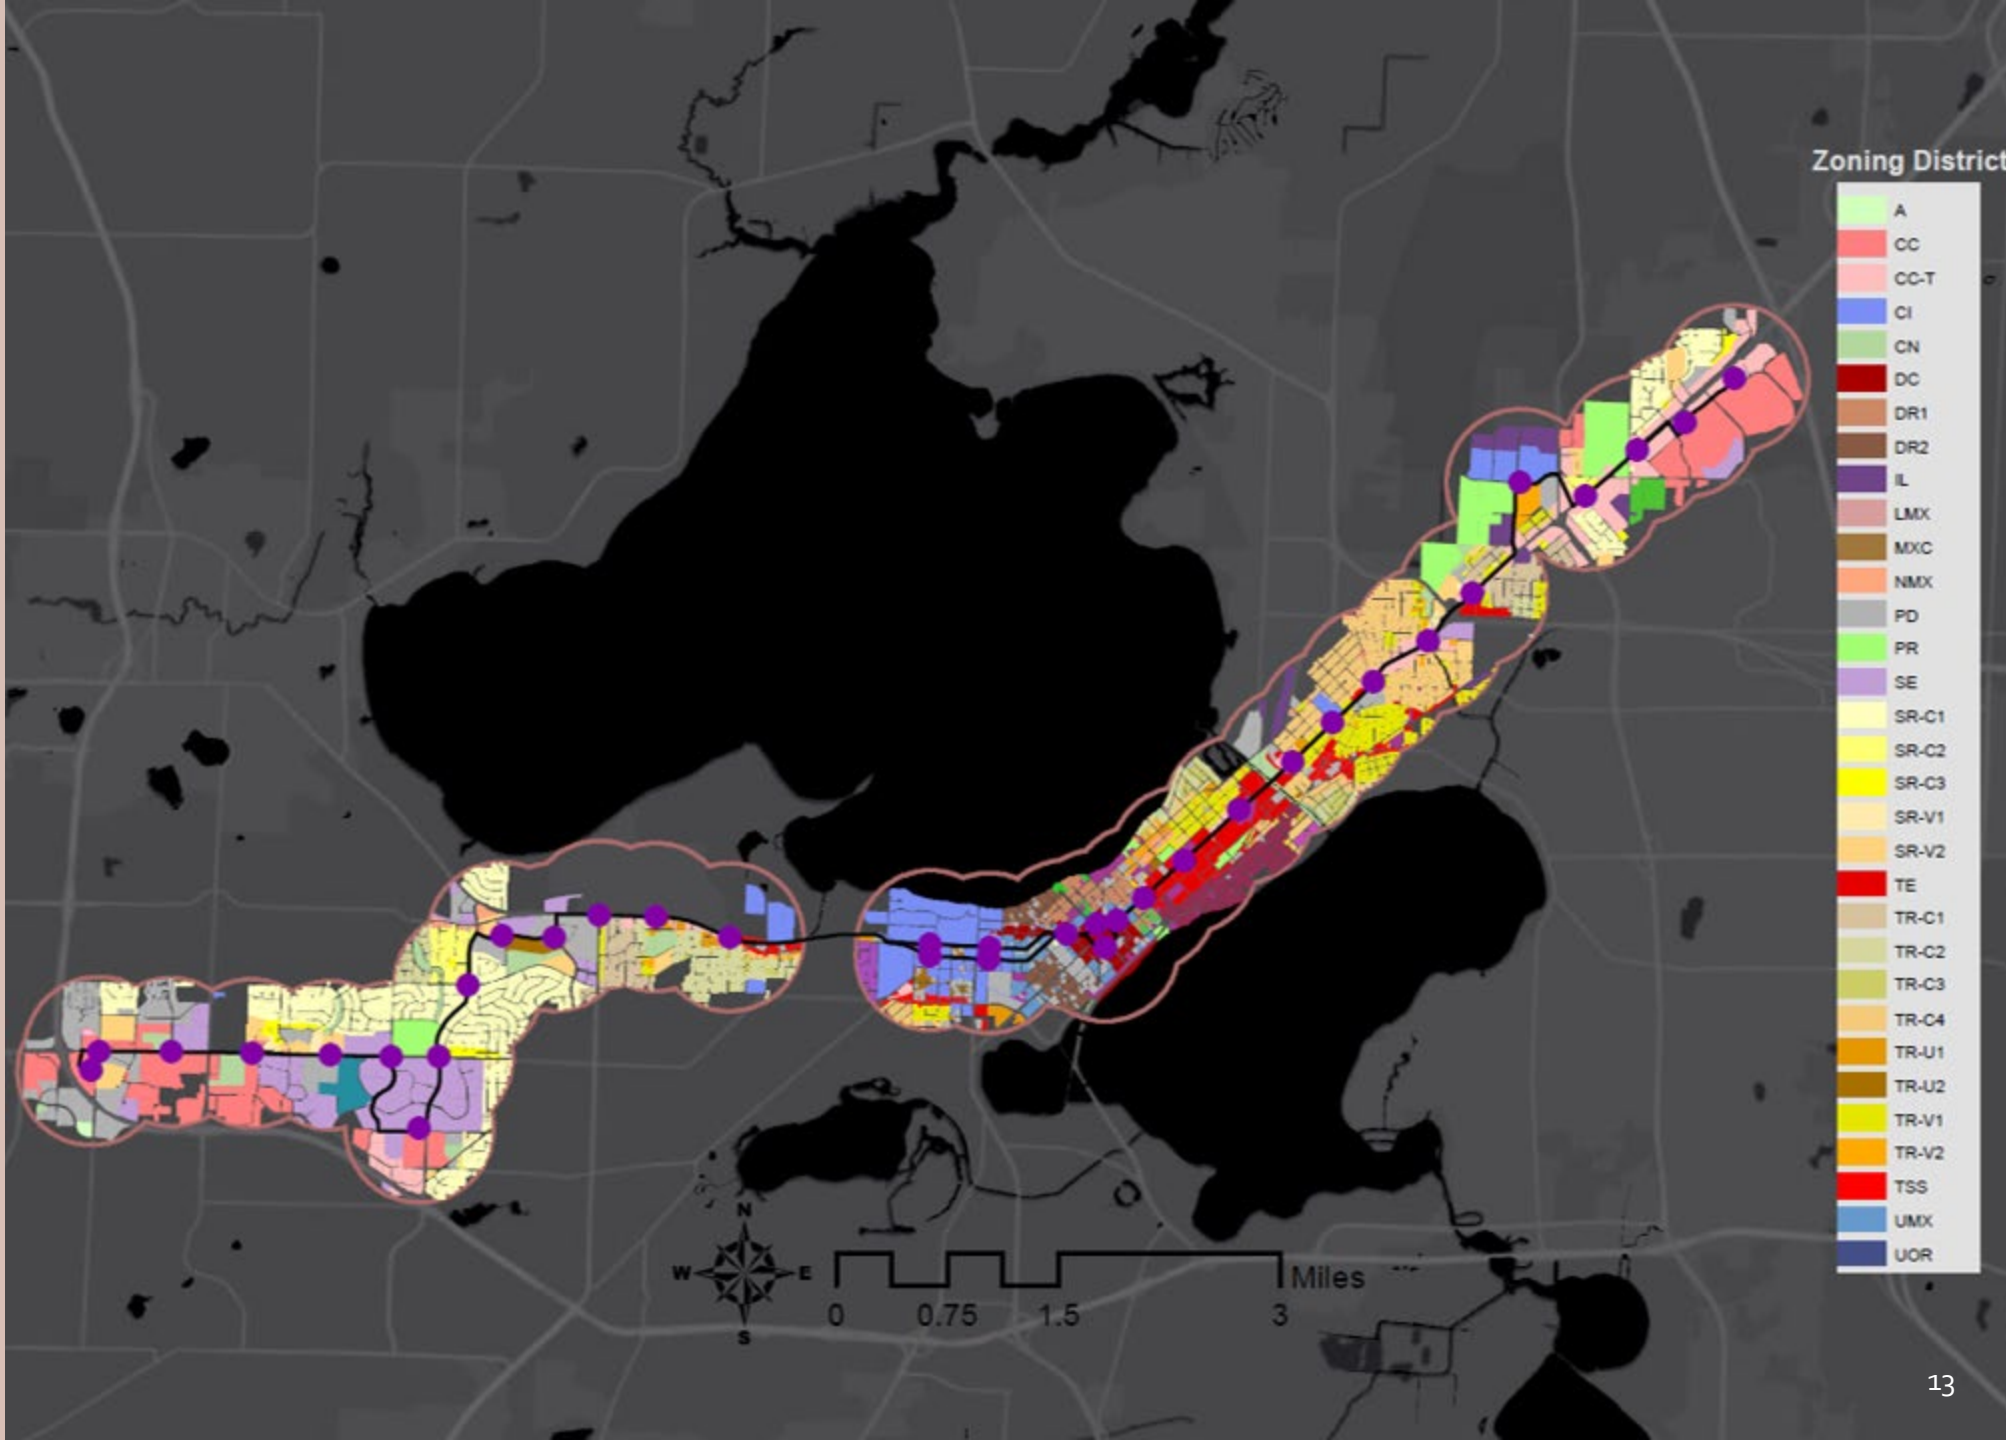 Zoning District
A
CC
CC-T
CI
CN
DC
DR1
DR2
IL
LMX
MXC
NMX
PD
PR
SE
SR-C1
SR-C2
SR-C3
SR-V1
SR-V2
TE
TR-C1
TR-C2
TR-C3
TR-C4
TR-U1
TR-U2
TR-V1
TR-V2
TSS
UMX
UOR
N
W E
S
Miles
0 0.75 1.5 3
13